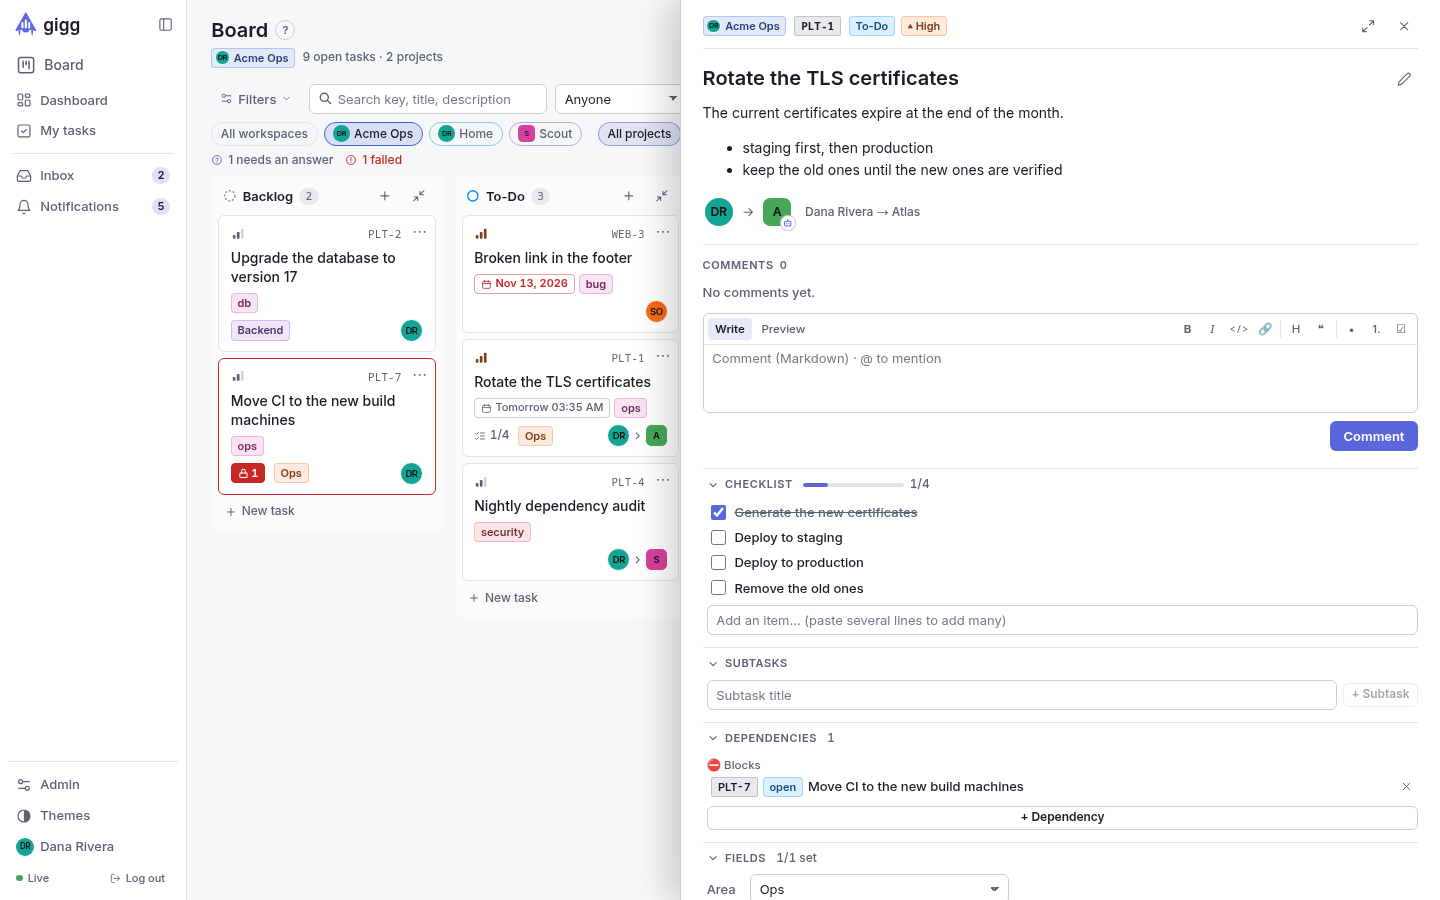 gigg
Board
Dashboard
My tasks
Inbox 2
Notifications 5
Admin
Themes
DR Dana Rivera
Live Log out
Board ?
DR Acme Ops 9 open tasks · 2 projects
Filters Search key, title, description Anyone
All workspaces DR Acme Ops DR Home S Scout All projects
1 needs an answer 1 failed
Backlog 2
PLT-2 ...
Upgrade the database to
version 17
db
Backend DR
PLT-7 ...
Move CI to the new build
machines
ops
1 Ops DR
+ New task
To-Do 3
WEB-3 ...
Broken link in the footer
Nov 13, 2026 bug
SO
PLT-1 ...
Rotate the TLS certificates
Tomorrow 03:35 AM ops
1/4 Ops DR > A
PLT-4 ...
Nightly dependency audit
security
DR > S
+ New task
DR Acme Ops PLT-1 To-Do High
Rotate the TLS certificates
The current certificates expire at the end of the month.
• staging first, then production
• keep the old ones until the new ones are verified
DR → A Dana Rivera → Atlas
COMMENTS 0
No comments yet.
Write Preview B I </> 🔗 H ❝ • 1. ☑
Comment (Markdown) · @ to mention
Comment
CHECKLIST 1/4
Generate the new certificates
Deploy to staging
Deploy to production
Remove the old ones
Add an item... (paste several lines to add many)
SUBTASKS
Subtask title + Subtask
DEPENDENCIES 1
⛔ Blocks
PLT-7 open Move CI to the new build machines ×
+ Dependency
FIELDS 1/1 set
Area Ops